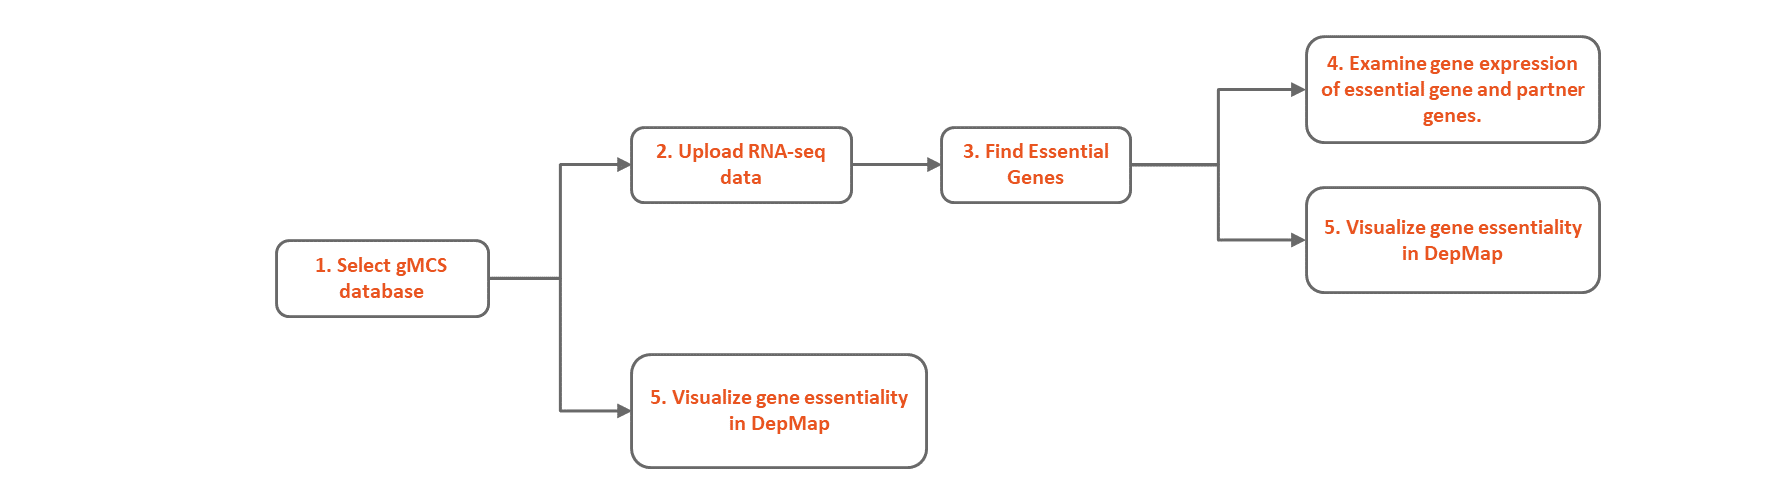 1. Select gMCS
database
2. Upload RNA-seq
data
3. Find Essential
Genes
4. Examine gene expression
of essential gene and partner
genes.
5. Visualize gene essentiality
in DepMap
5. Visualize gene essentiality
in DepMap